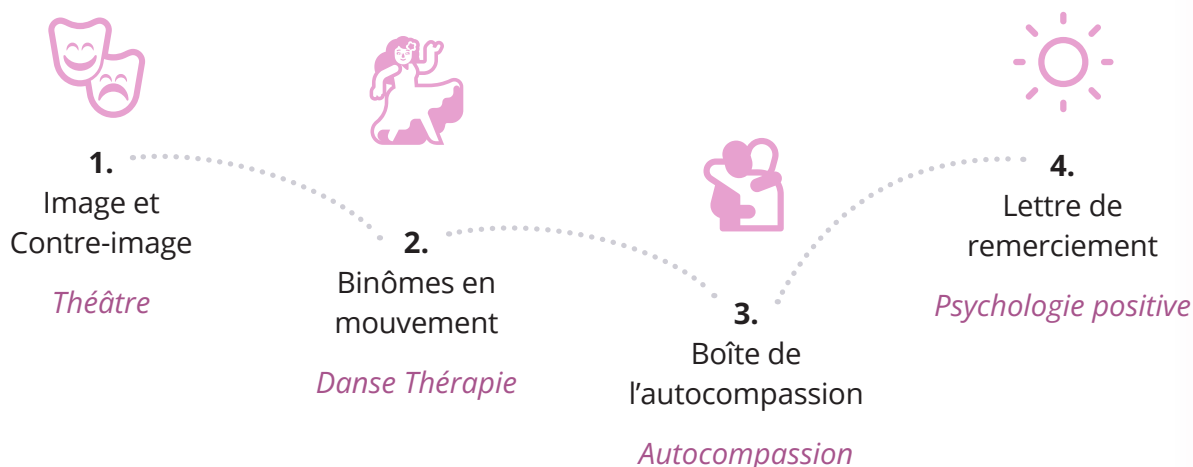 1.
Image et
Contre-image
Théâtre
2.
Binômes en
mouvement
Danse Thérapie
3.
Boîte de
l'autocompassion
Autocompassion
4.
Lettre de
remerciement
Psychologie positive